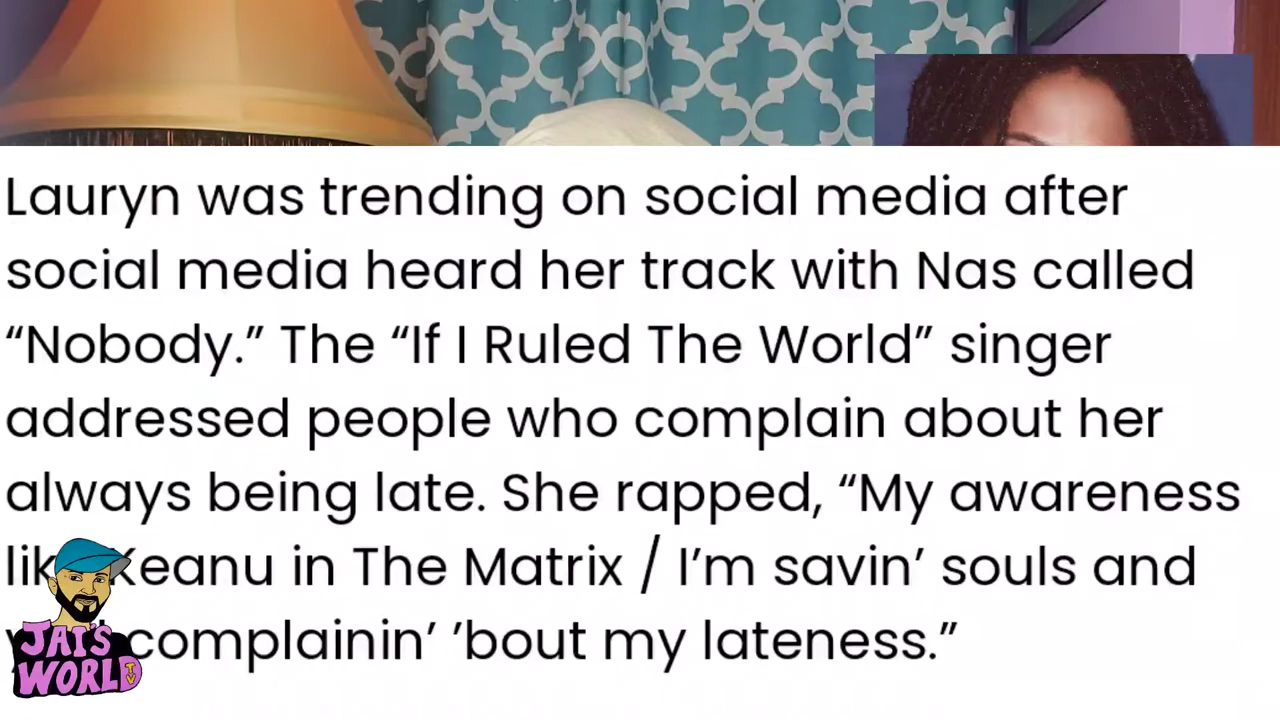 Lauryn was trending on social media after
social media heard her track with Nas called
“Nobody.” The “If I Ruled The World” singer
addressed people who complain about her
always being late. She rapped, “My awareness
Keanu in The Matrix / I’m savin’ souls and
complainin’ ’bout my lateness.”
JAI'S
WORLD
TV